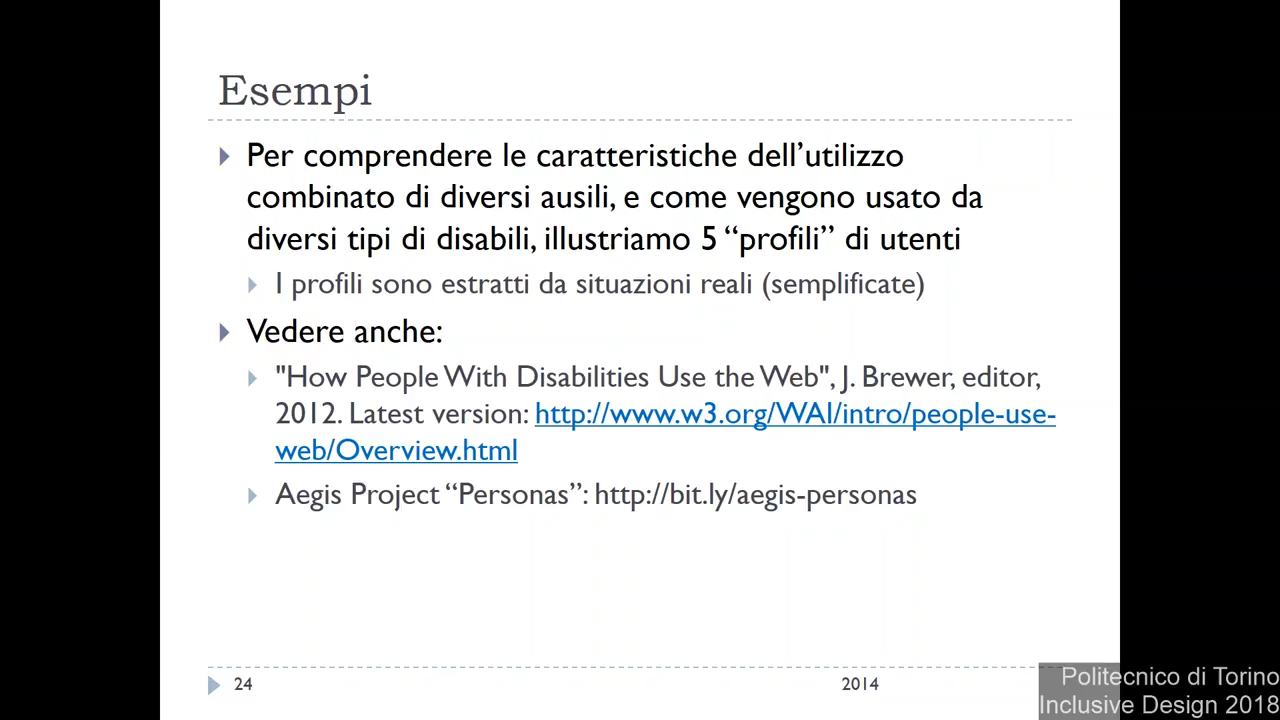 Esempi
Per comprendere le caratteristiche dell’utilizzo
combinato di diversi ausili, e come vengono usato da
diversi tipi di disabili, illustriamo 5 “profili” di utenti
I profili sono estratti da situazioni reali (semplificate)
Vedere anche:
"How People With Disabilities Use the Web", J. Brewer, editor,
2012. Latest version: http://www.w3.org/WAI/intro/people-use-
web/Overview.html
Aegis Project “Personas”: http://bit.ly/aegis-personas
24
2014
Politecnico di Torino
Inclusive Design 2018